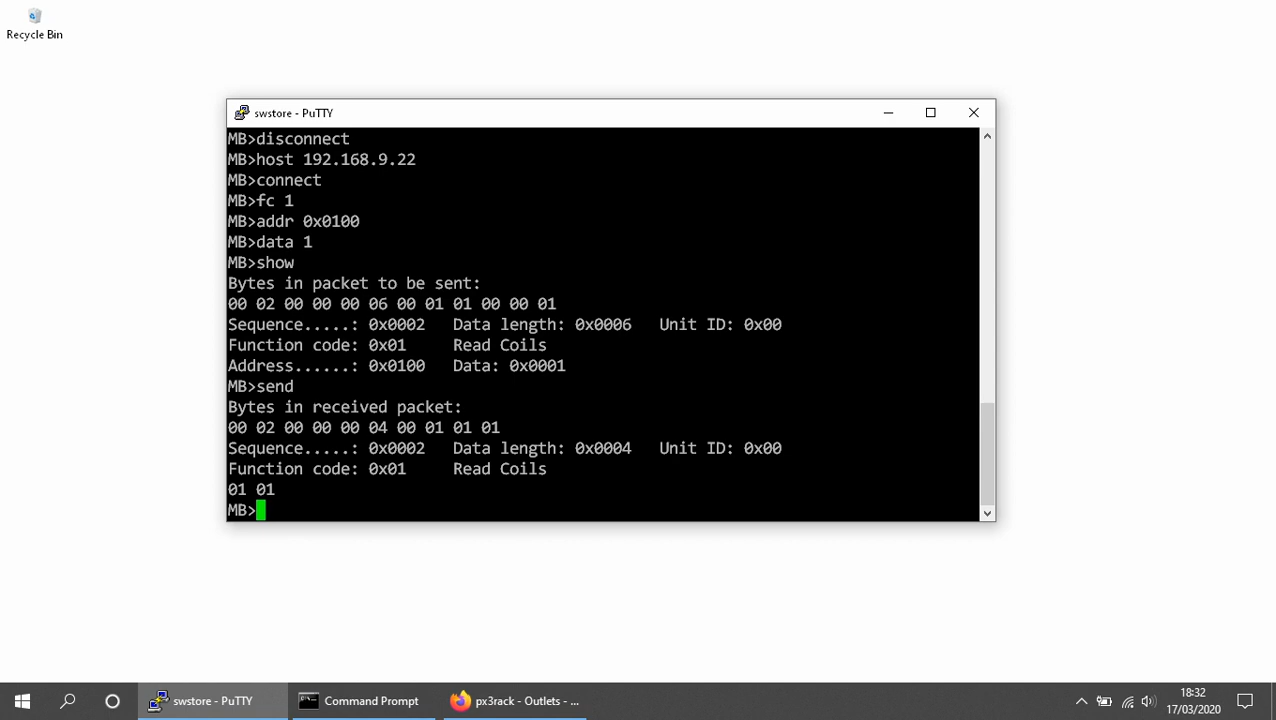 Recycle Bin
swstore - PuTTY
MB>disconnect
MB>host 192.168.9.22
MB>connect
MB>fc 1
MB>addr 0x0100
MB>data 1
MB>show
Bytes in packet to be sent:
00 02 00 00 00 06 00 01 01 00 00 01
Sequence.....: 0x0002   Data length: 0x0006   Unit ID: 0x00
Function code: 0x01     Read Coils
Address......: 0x0100   Data: 0x0001
MB>send
Bytes in received packet:
00 02 00 00 00 04 00 01 01 01
Sequence.....: 0x0002   Data length: 0x0004   Unit ID: 0x00
Function code: 0x01     Read Coils
01 01
MB>
swstore - PuTTY
Command Prompt
px3rack - Outlets - ...
18:32
17/03/2020